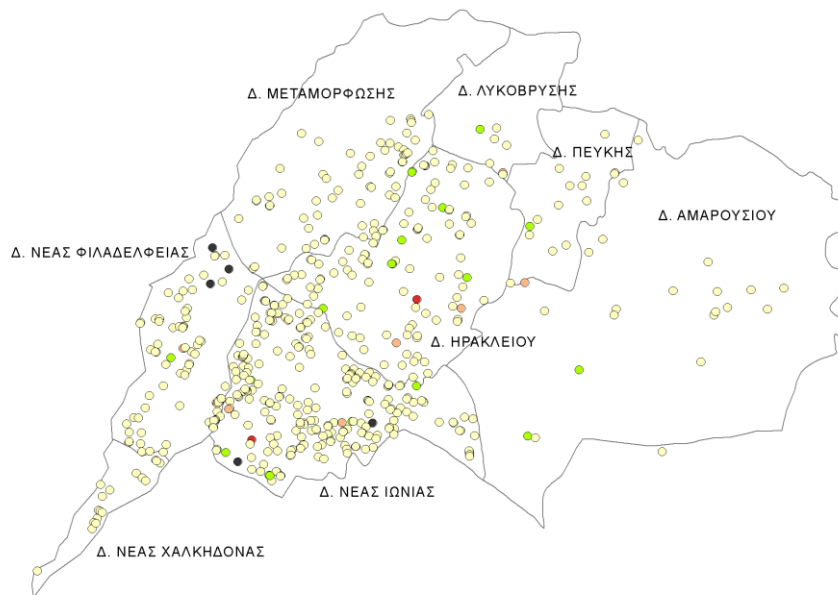 Δ. ΜΕΤΑΜΟΡΦΩΣΗΣ
Δ. ΛΥΚΟΒΡΥΣΗΣ
Δ. ΠΕΥΚΗΣ
Δ. ΑΜΑΡΟΥΣΙΟΥ
Δ. ΝΕΑΣ ΦΙΛΑΔΕΛΦΕΙΑΣ
Δ. ΗΡΑΚΛΕΙΟΥ
Δ. ΝΕΑΣ ΙΩΝΙΑΣ
Δ. ΝΕΑΣ ΧΑΛΚΗΔΟΝΑΣ